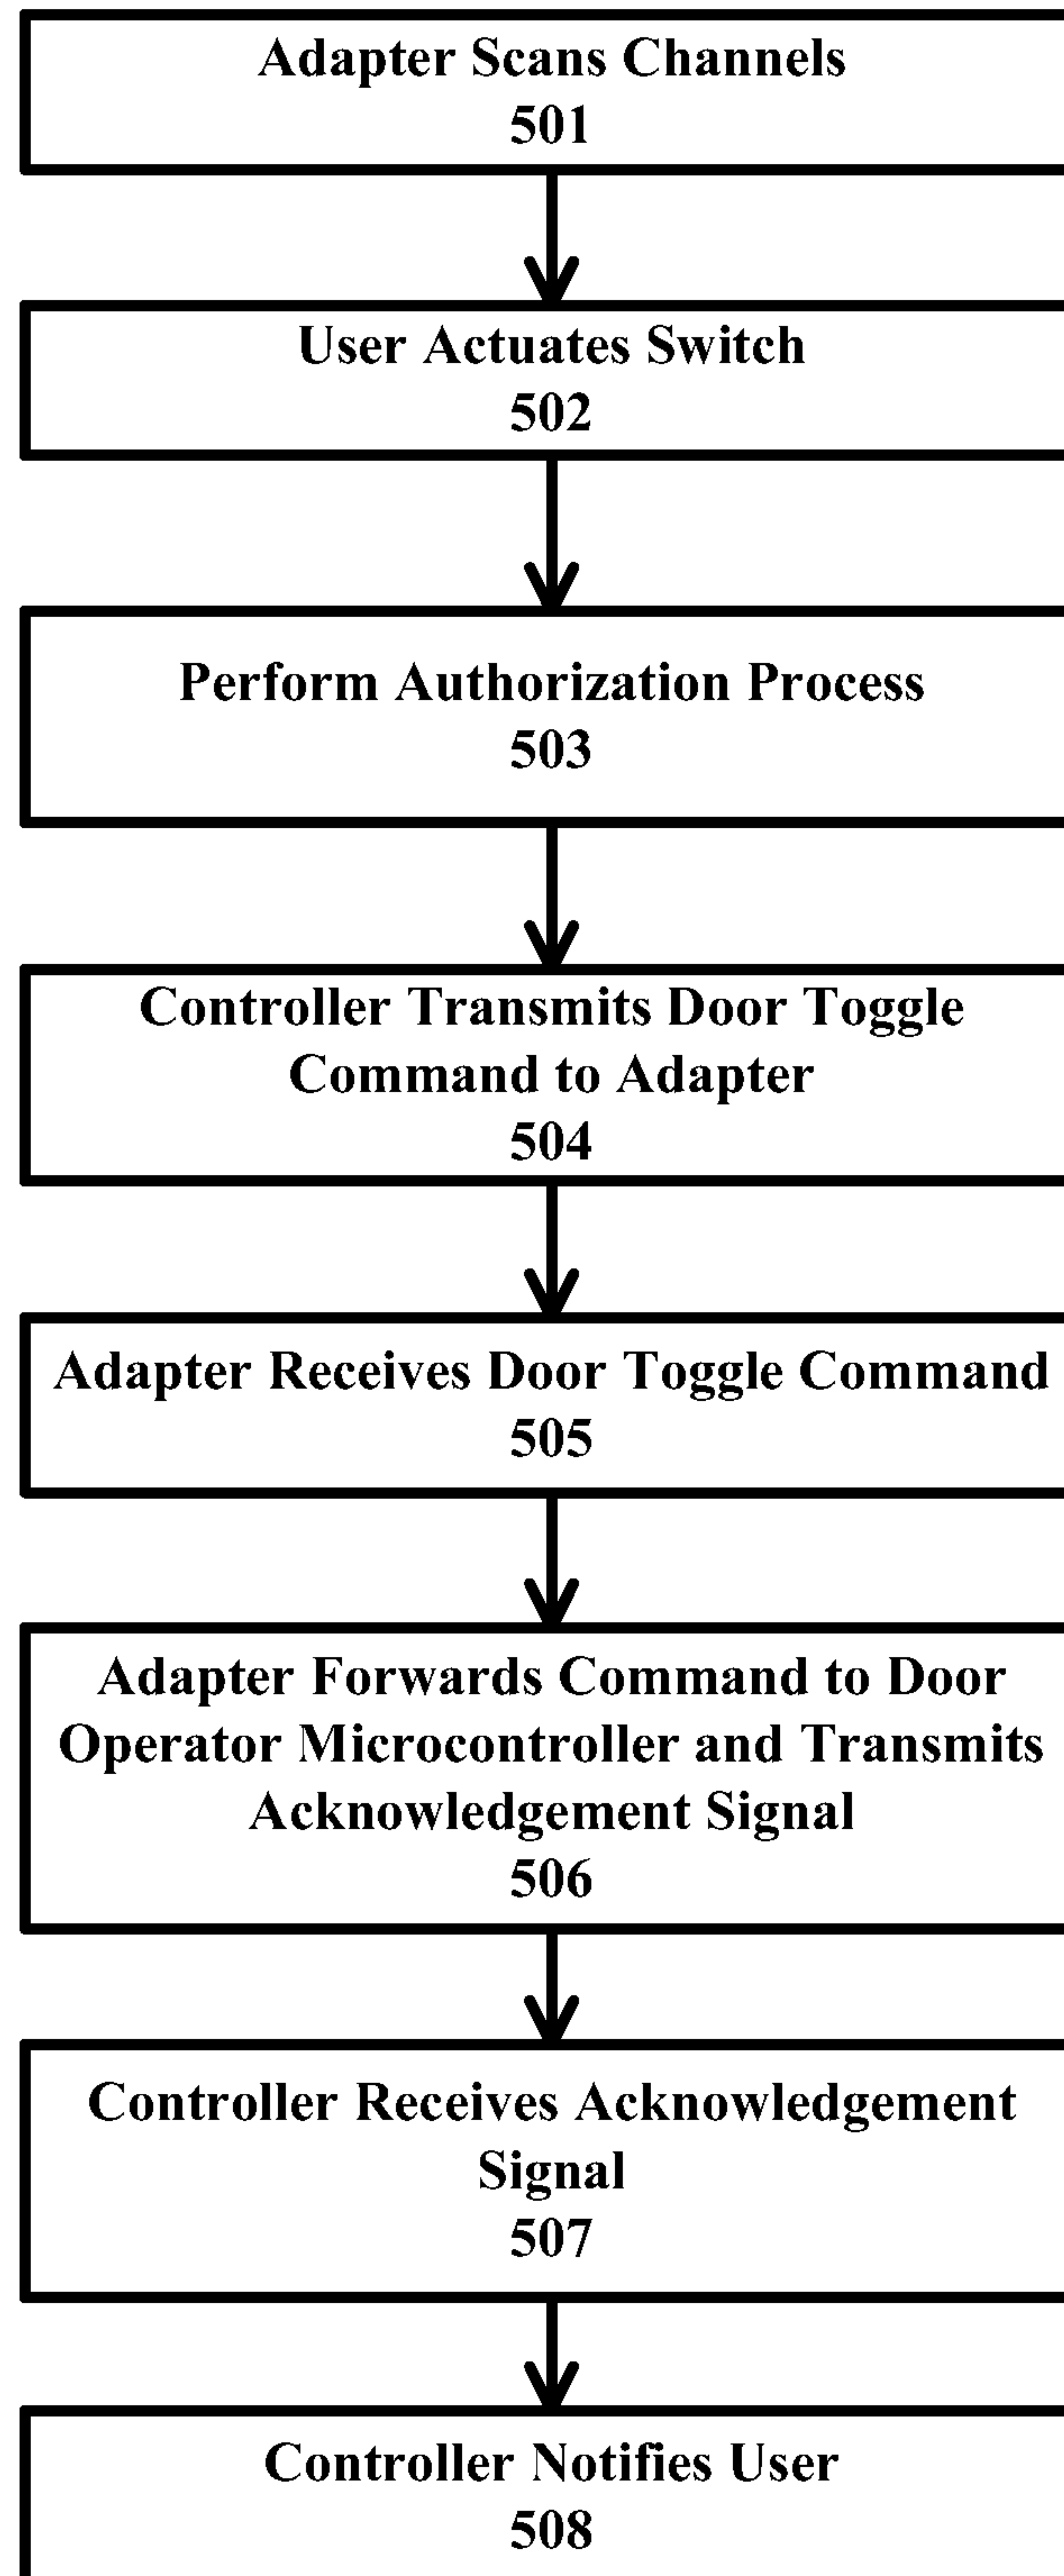 Adapter Scans Channels
501
User Actuates Switch
502
Perform Authorization Process
503
Controller Transmits Door Toggle
Command to Adapter
504
Adapter Receives Door Toggle Command
505
Adapter Forwards Command to Door
Operator Microcontroller and Transmits
Acknowledgement Signal
506
Controller Receives Acknowledgement
Signal
507
Controller Notifies User
508